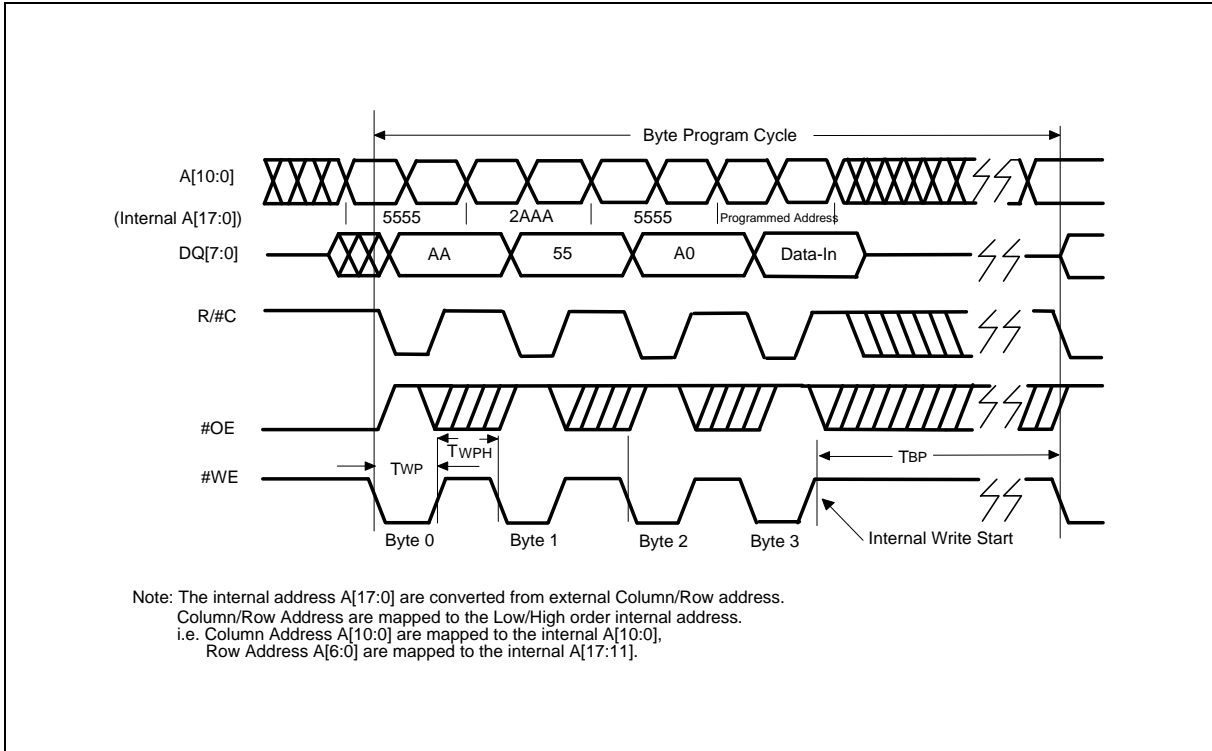 Byte Program Cycle
A[10:0]
(Internal A[17:0])
5555
2AAA
5555
Programmed Address
DQ[7:0]
AA
55
A0
Data-In
R/#C
#OE
TWPH
TWP
TBP
#WE
Byte 0
Byte 1
Byte 2
Byte 3
Internal Write Start
Note: The internal address A[17:0] are converted from external Column/Row address.
Column/Row Address are mapped to the Low/High order internal address.
i.e. Column Address A[10:0] are mapped to the internal A[10:0],
Row Address A[6:0] are mapped to the internal A[17:11].